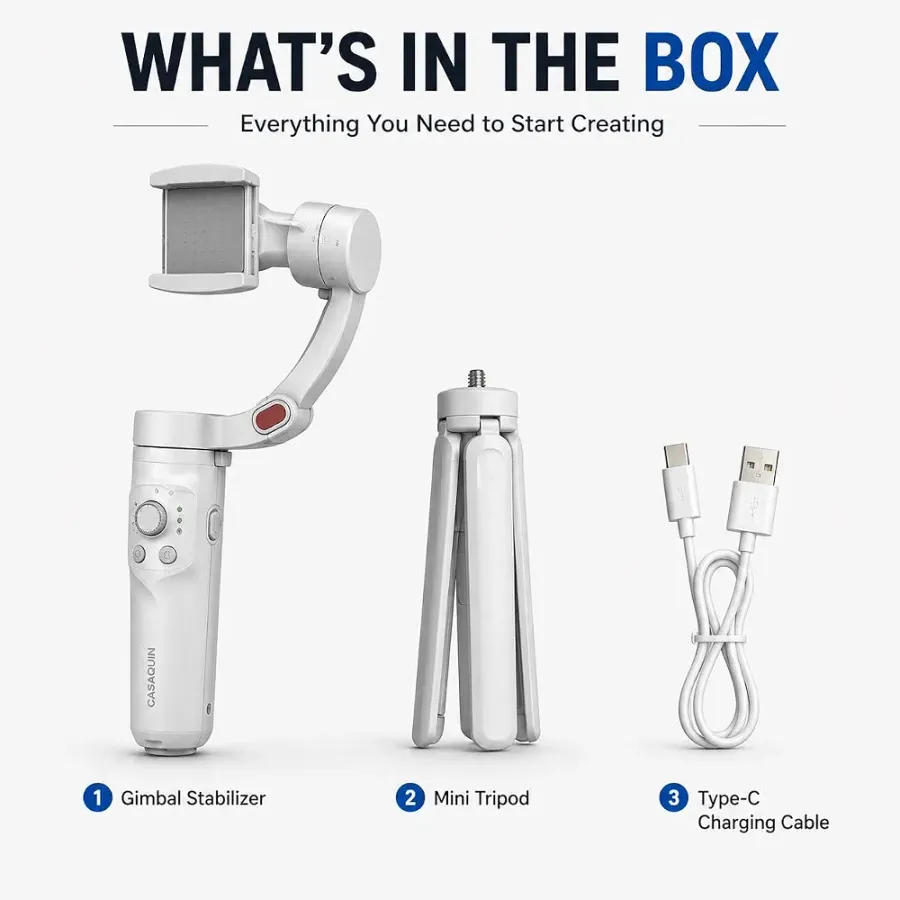 WHAT'S IN THE BOX
Everything You Need to Start Creating
CASAQUIN
1 Gimbal Stabilizer
2 Mini Tripod
3 Type-C
Charging Cable